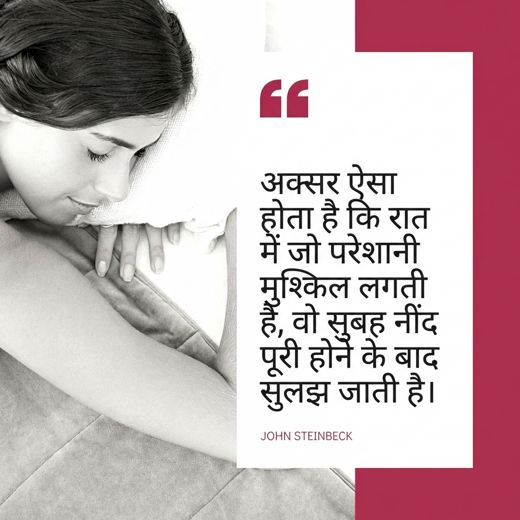 ❝
अक्सर ऐसा
होता है कि रात
में जो परेशानी
मुश्किल लगती
है, वो सुबह नींद
पूरी होने के बाद
सुलझ जाती है।
JOHN STEINBECK